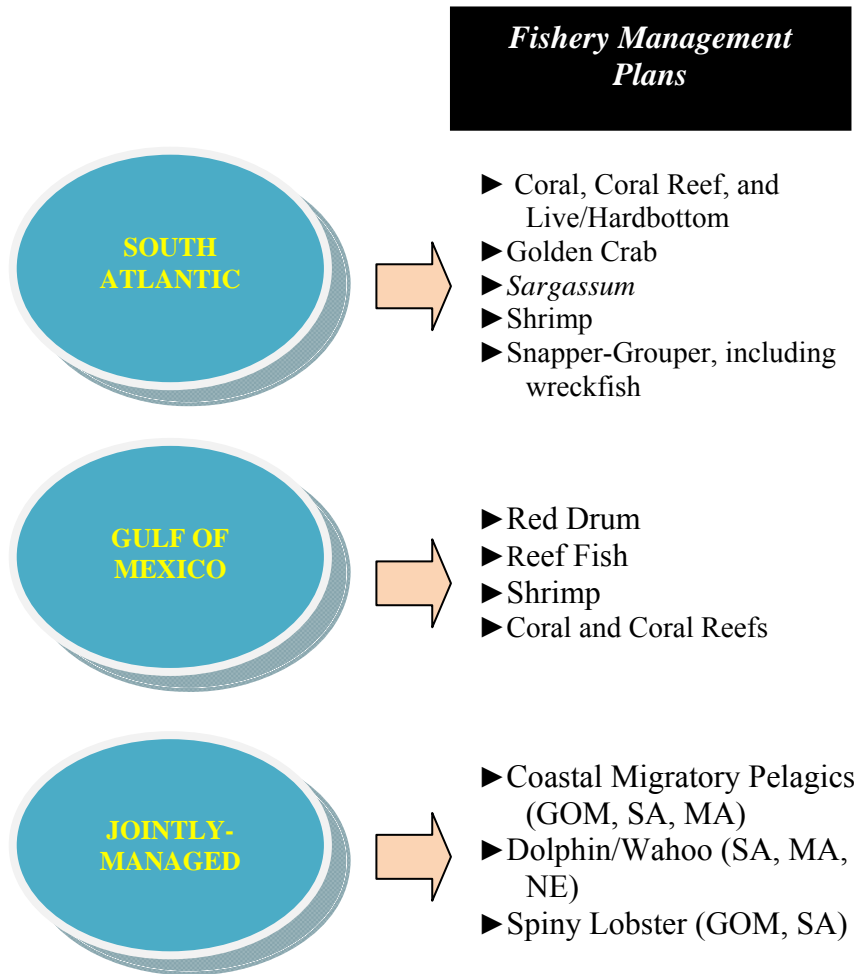 Fishery Management
Plans
SOUTH
ATLANTIC
► Coral, Coral Reef, and
Live/Hardbottom
►Golden Crab
►Sargassum
►Shrimp
►Snapper-Grouper, including
wreckfish
GULF OF
MEXICO
►Red Drum
►Reef Fish
►Shrimp
►Coral and Coral Reefs
JOINTLY-
MANAGED
►Coastal Migratory Pelagics
(GOM, SA, MA)
►Dolphin/Wahoo (SA, MA,
NE)
►Spiny Lobster (GOM, SA)